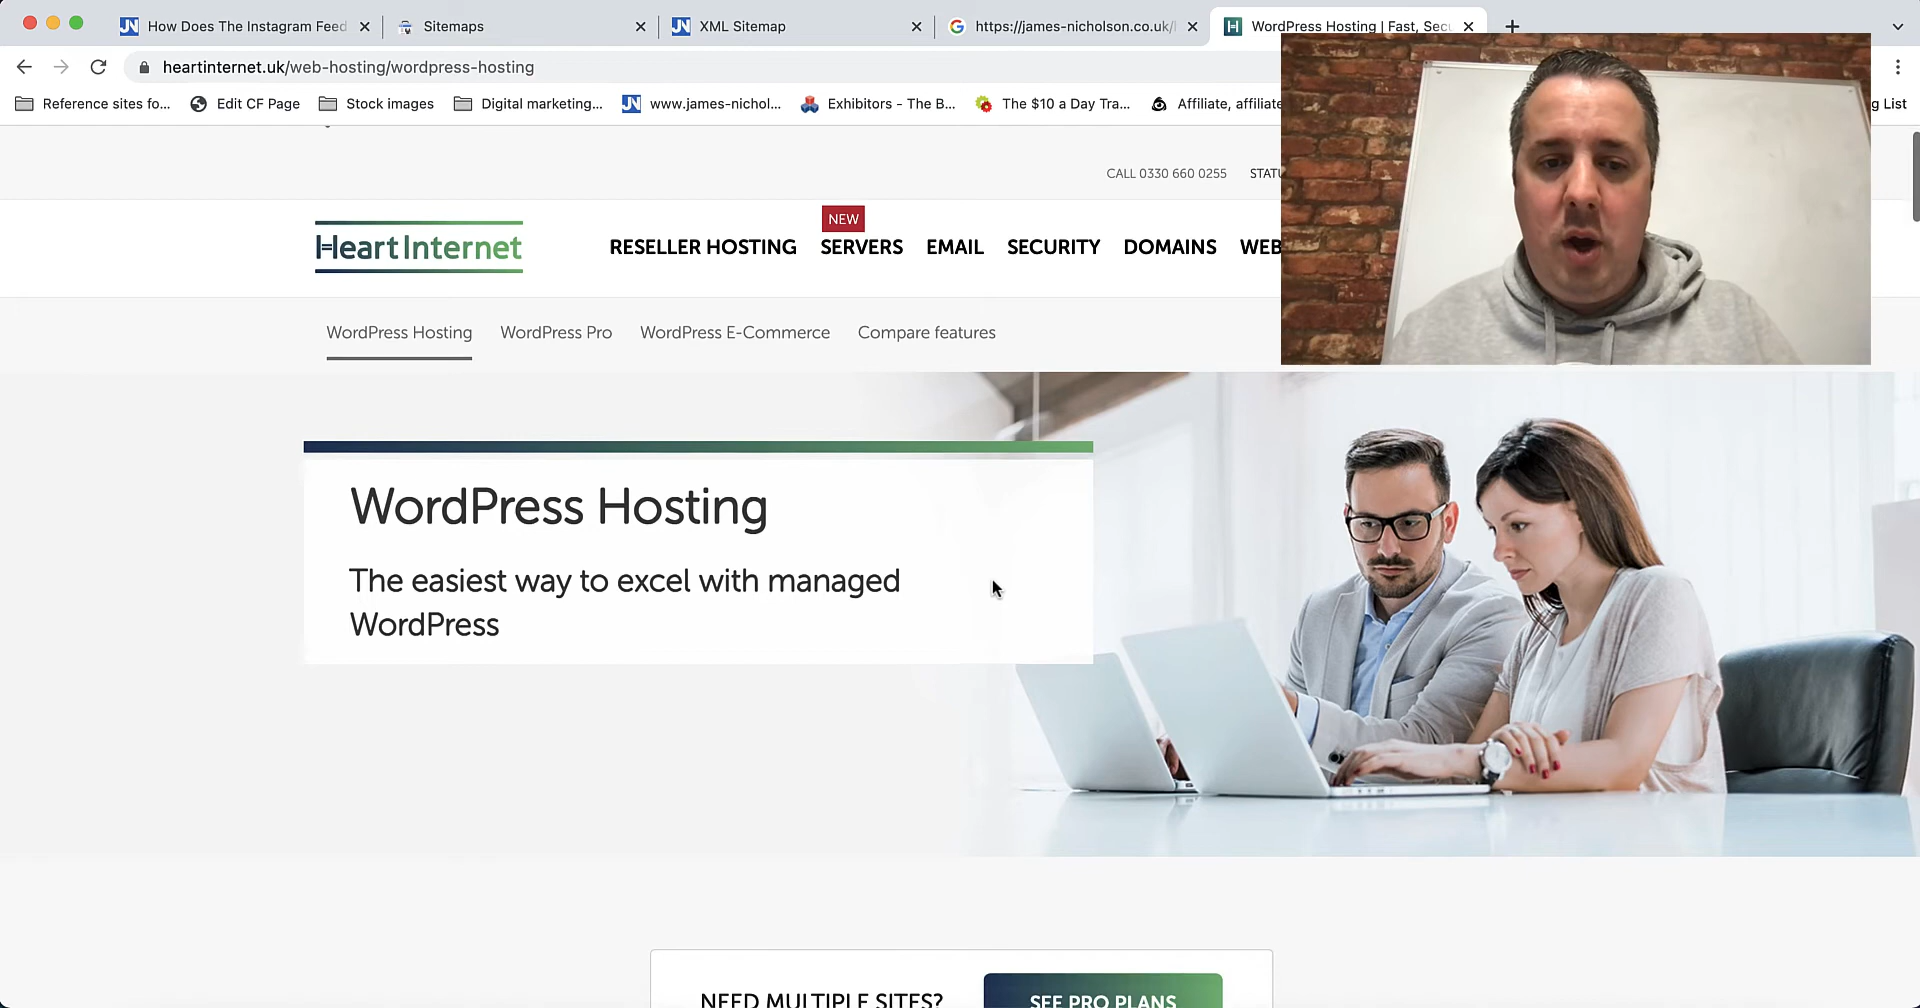 How Does The Instagram Feed
Sitemaps
XML Sitemap
https://james-nicholson.co.uk/
WordPress Hosting | Fast, Sec
heartinternet.uk/web-hosting/wordpress-hosting
Reference sites fo...
Edit CF Page
Stock images
Digital marketing...
www.james-nichol...
Exhibitors - The B...
The $10 a Day Tra...
Affiliate, affiliate
g List
CALL 0330 660 0255
STATU
Heart Internet
NEW
RESELLER HOSTING
SERVERS
EMAIL
SECURITY
DOMAINS
WEB
WordPress Hosting
WordPress Pro
WordPress E-Commerce
Compare features
WordPress Hosting
The easiest way to excel with managed
WordPress
NEED MULTIPLE SITES?
SEE PRO PLANS